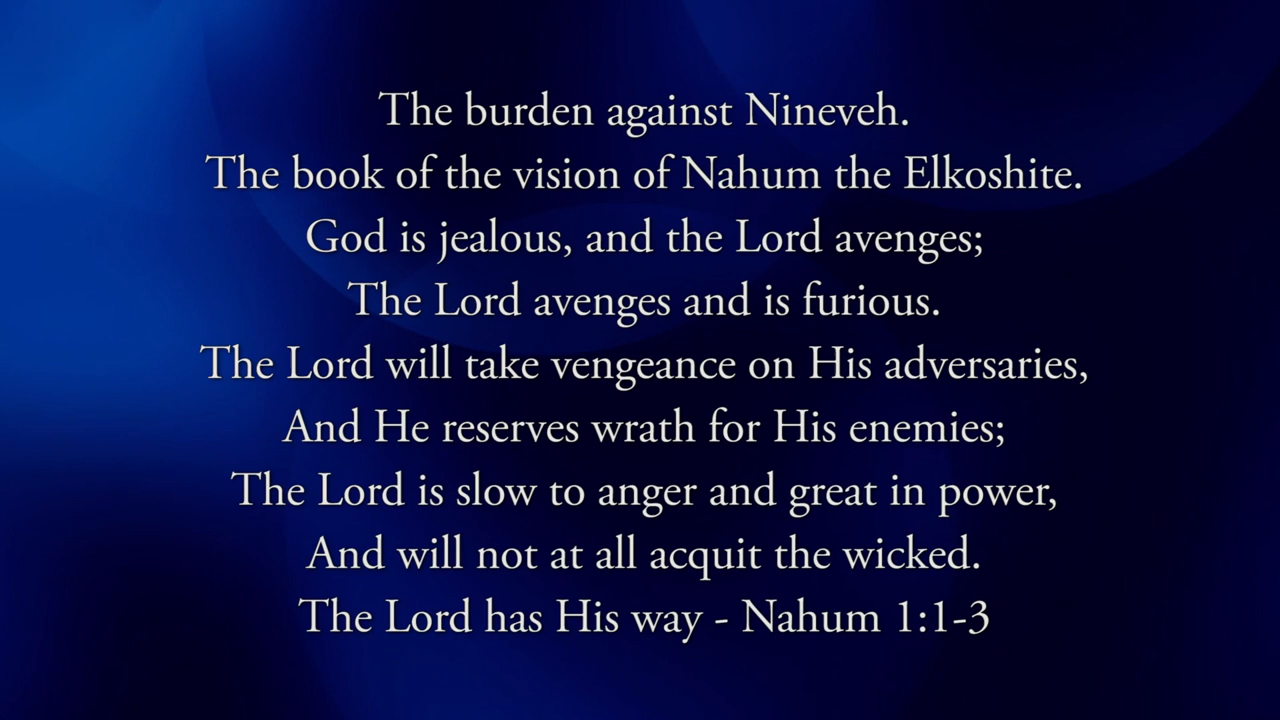 The burden against Nineveh.
The book of the vision of Nahum the Elkoshite.
God is jealous, and the Lord avenges;
The Lord avenges and is furious.
The Lord will take vengeance on His adversaries,
And He reserves wrath for His enemies;
The Lord is slow to anger and great in power,
And will not at all acquit the wicked.
The Lord has His way - Nahum 1:1-3